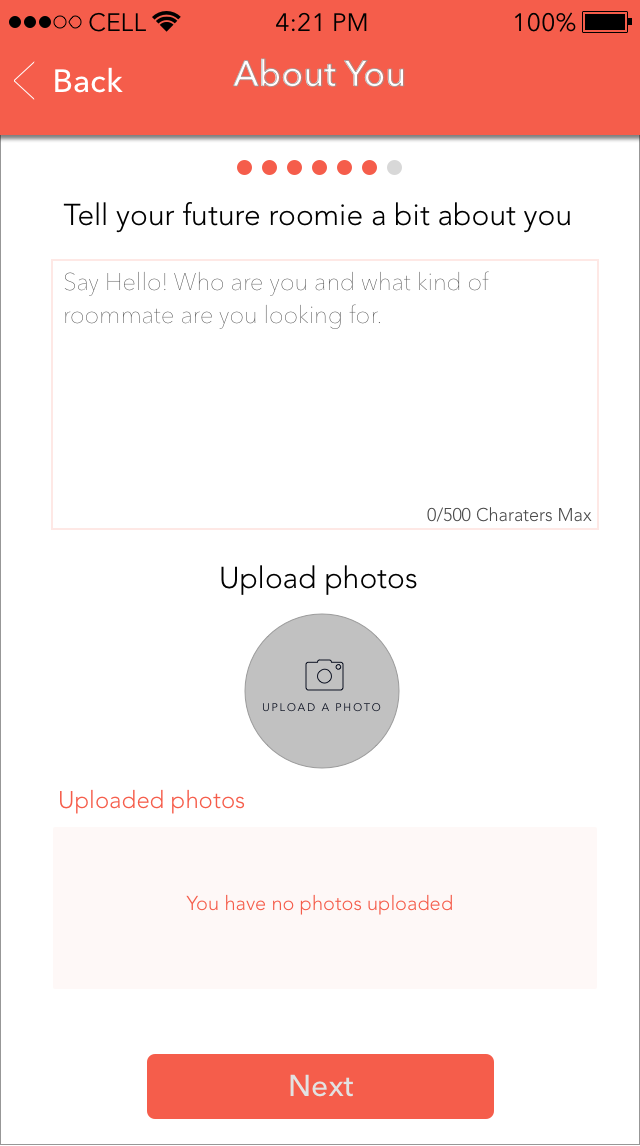 CELL 4:21 PM 100%
Back About You
Tell your future roomie a bit about you
Say Hello! Who are you and what kind of
roommate are you looking for.
0/500 Charaters Max
Upload photos
UPLOAD A PHOTO
Uploaded photos
You have no photos uploaded
Next